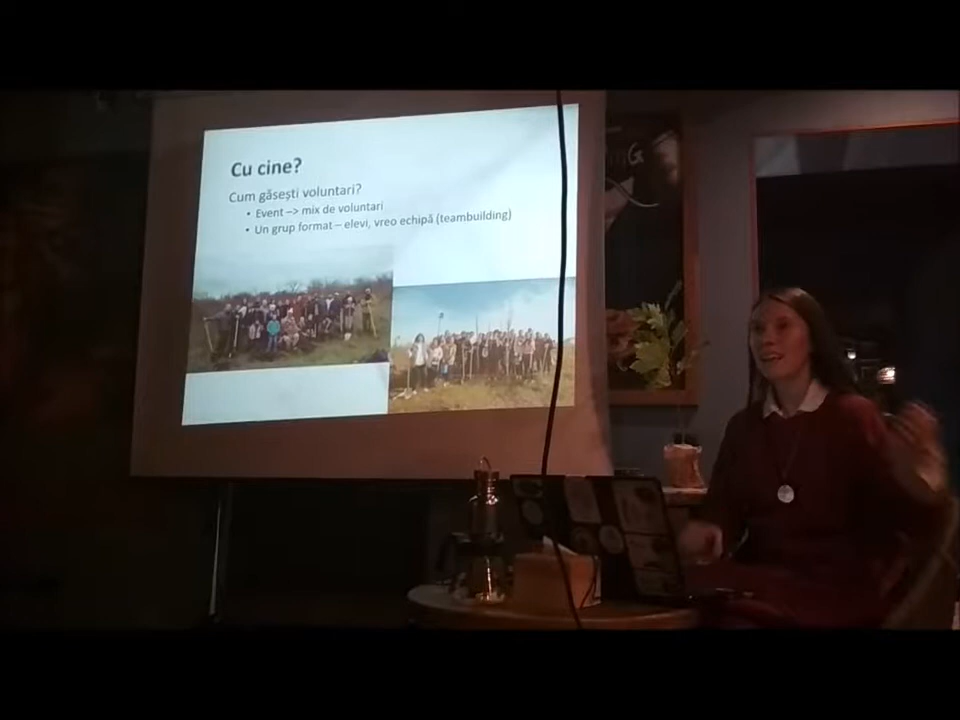 Cu cine?
Cum găsești voluntari?
• Event –> mix de voluntari
• Un grup format – elevi, vreo echipă (teambuilding)